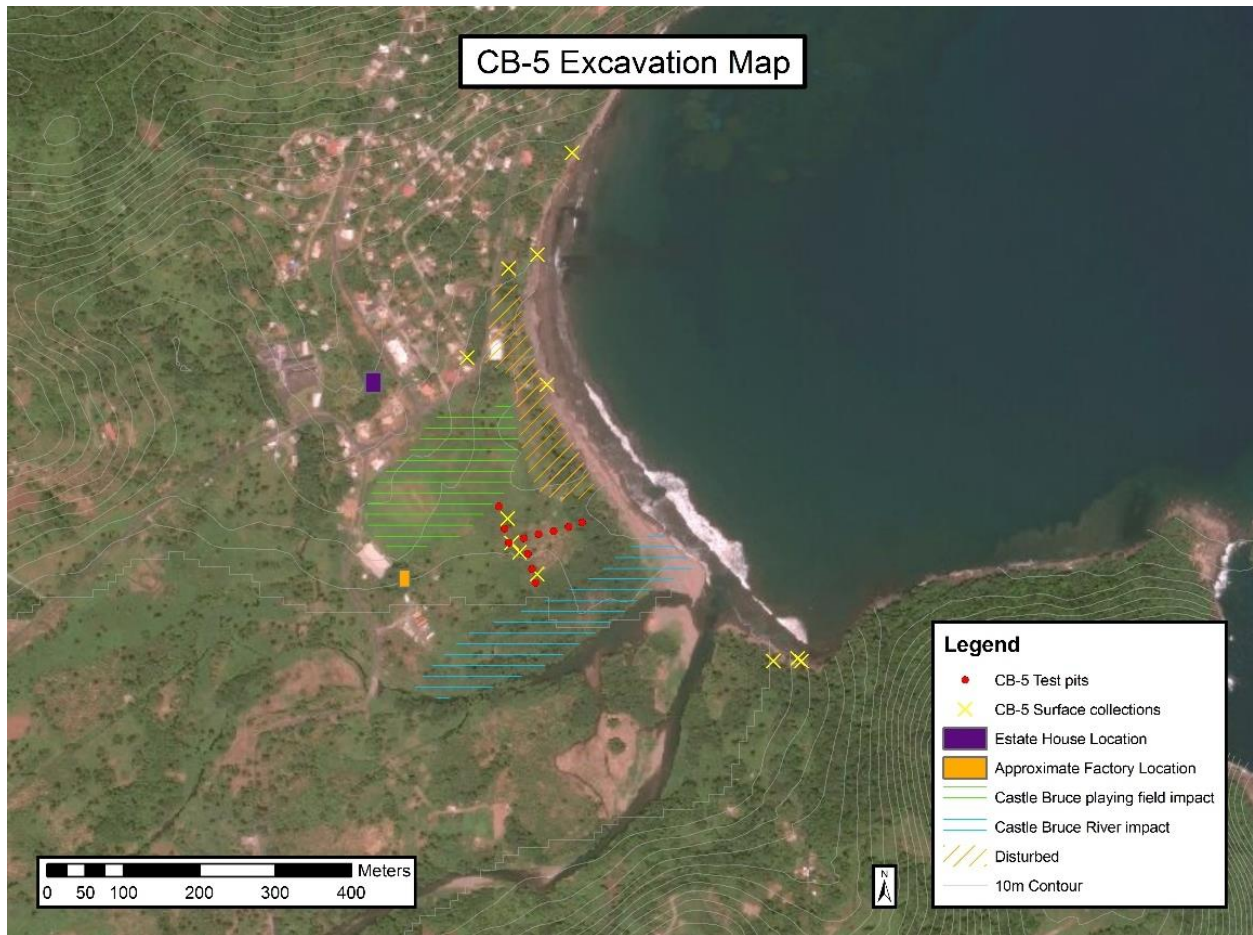 CB-5 Excavation Map
Legend
CB-5 Test pits
CB-5 Surface collections
Estate House Location
Approximate Factory Location
Castle Bruce playing field impact
Castle Bruce River impact
Disturbed
10m Contour
Meters
0 50 100 200 300 400
N